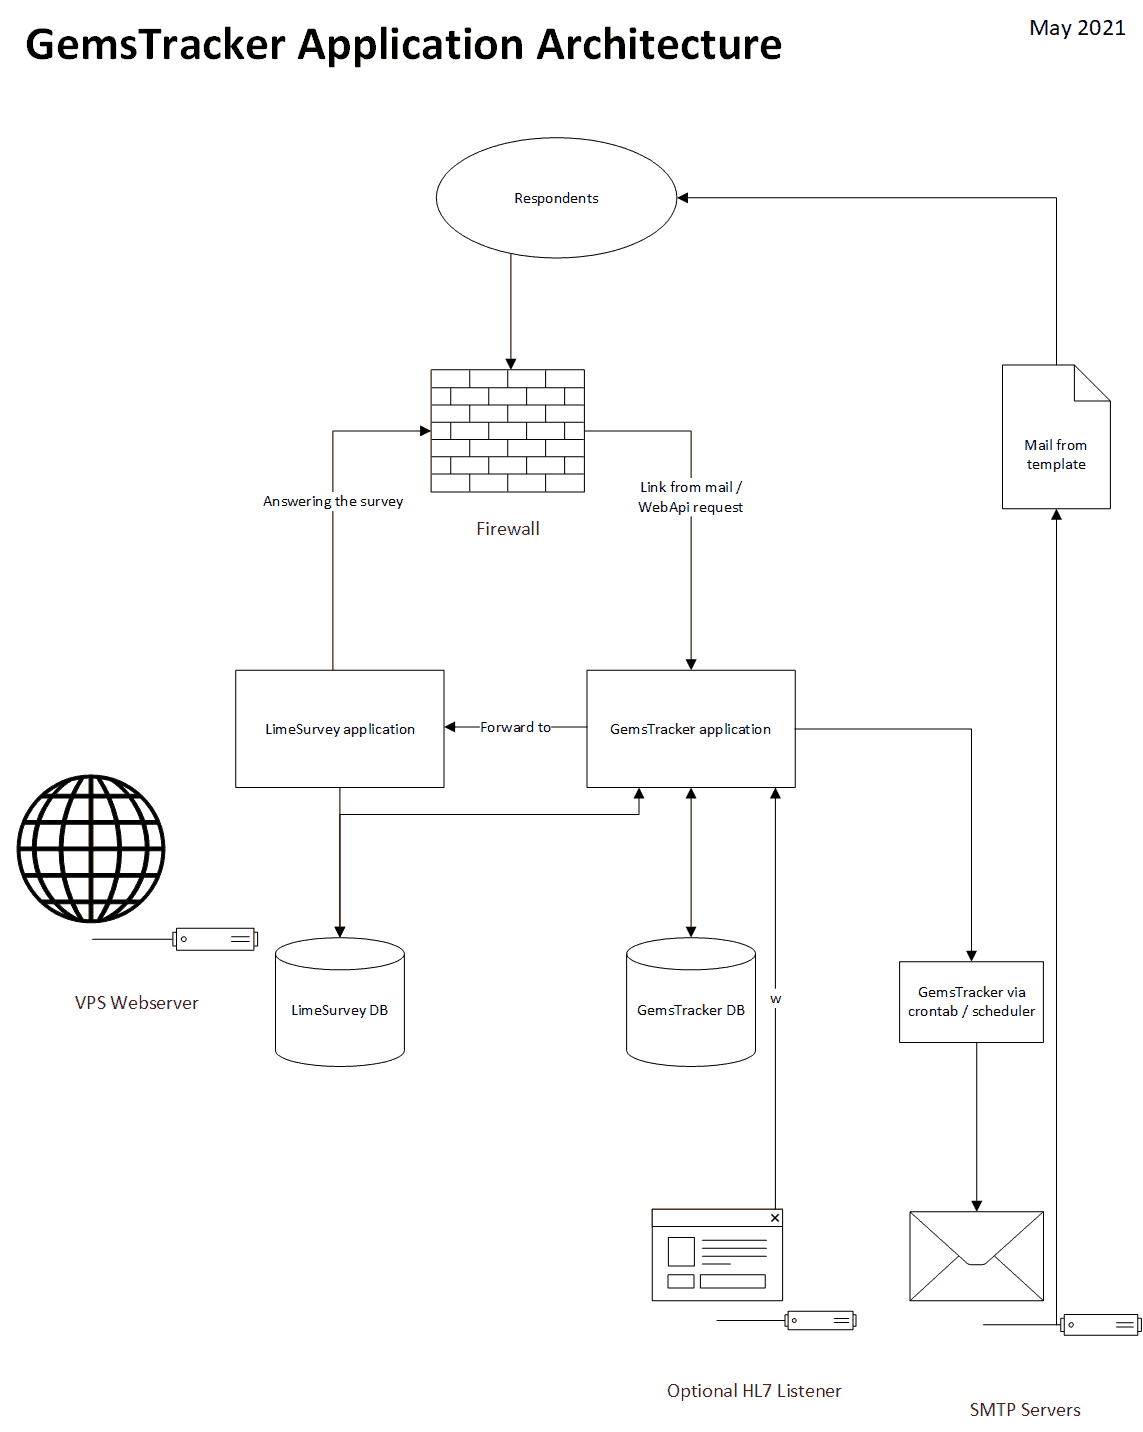 GemsTracker Application Architecture
May 2021
Respondents
Mail from
template
Link from mail /
WebApi request
Answering the survey
Firewall
LimeSurvey application
Forward to
GemsTracker application
VPS Webserver
LimeSurvey DB
GemsTracker DB
w
GemsTracker via
crontab / scheduler
Optional HL7 Listener
SMTP Servers